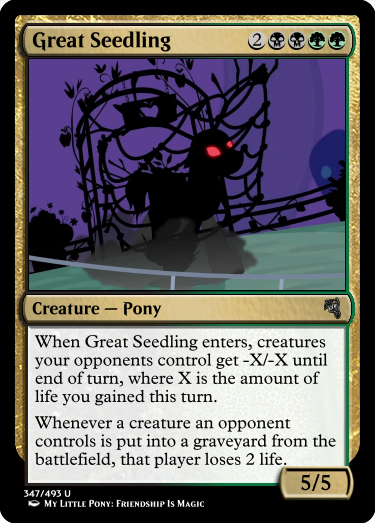 Great Seedling 2
Creature — Pony
When Great Seedling enters, creatures
your opponents control get -X/-X until
end of turn, where X is the amount of
life you gained this turn.
Whenever a creature an opponent
controls is put into a graveyard from the
battlefield, that player loses 2 life.
5/5
347/493 U
My Little Pony: Friendship Is Magic